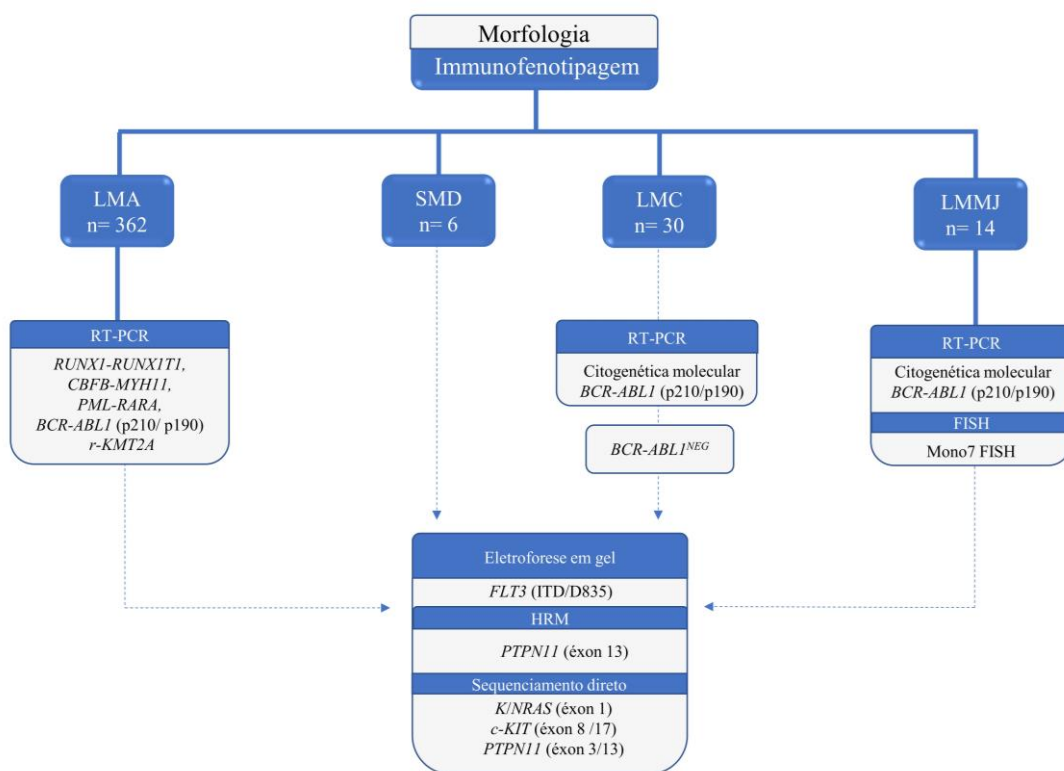 Morfologia
Immunofenotipagem
LMA
n= 362
SMD
n= 6
LMC
n= 30
LMMJ
n= 14
RT-PCR
RUNX1-RUNX1T1,
CBFB-MYH11,
PML-RARA,
BCR-ABL1 (p210/ p190)
r-KMT2A
RT-PCR
Citogenética molecular
BCR-ABL1 (p210/p190)
BCR-ABL1NEG
RT-PCR
Citogenética molecular
BCR-ABL1 (p210/p190)
FISH
Mono7 FISH
Eletroforese em gel
FLT3 (ITD/D835)
HRM
PTPN11 (éxon 13)
Sequenciamento direto
K/NRAS (éxon 1)
c-KIT (éxon 8 /17)
PTPN11 (éxon 3/13)